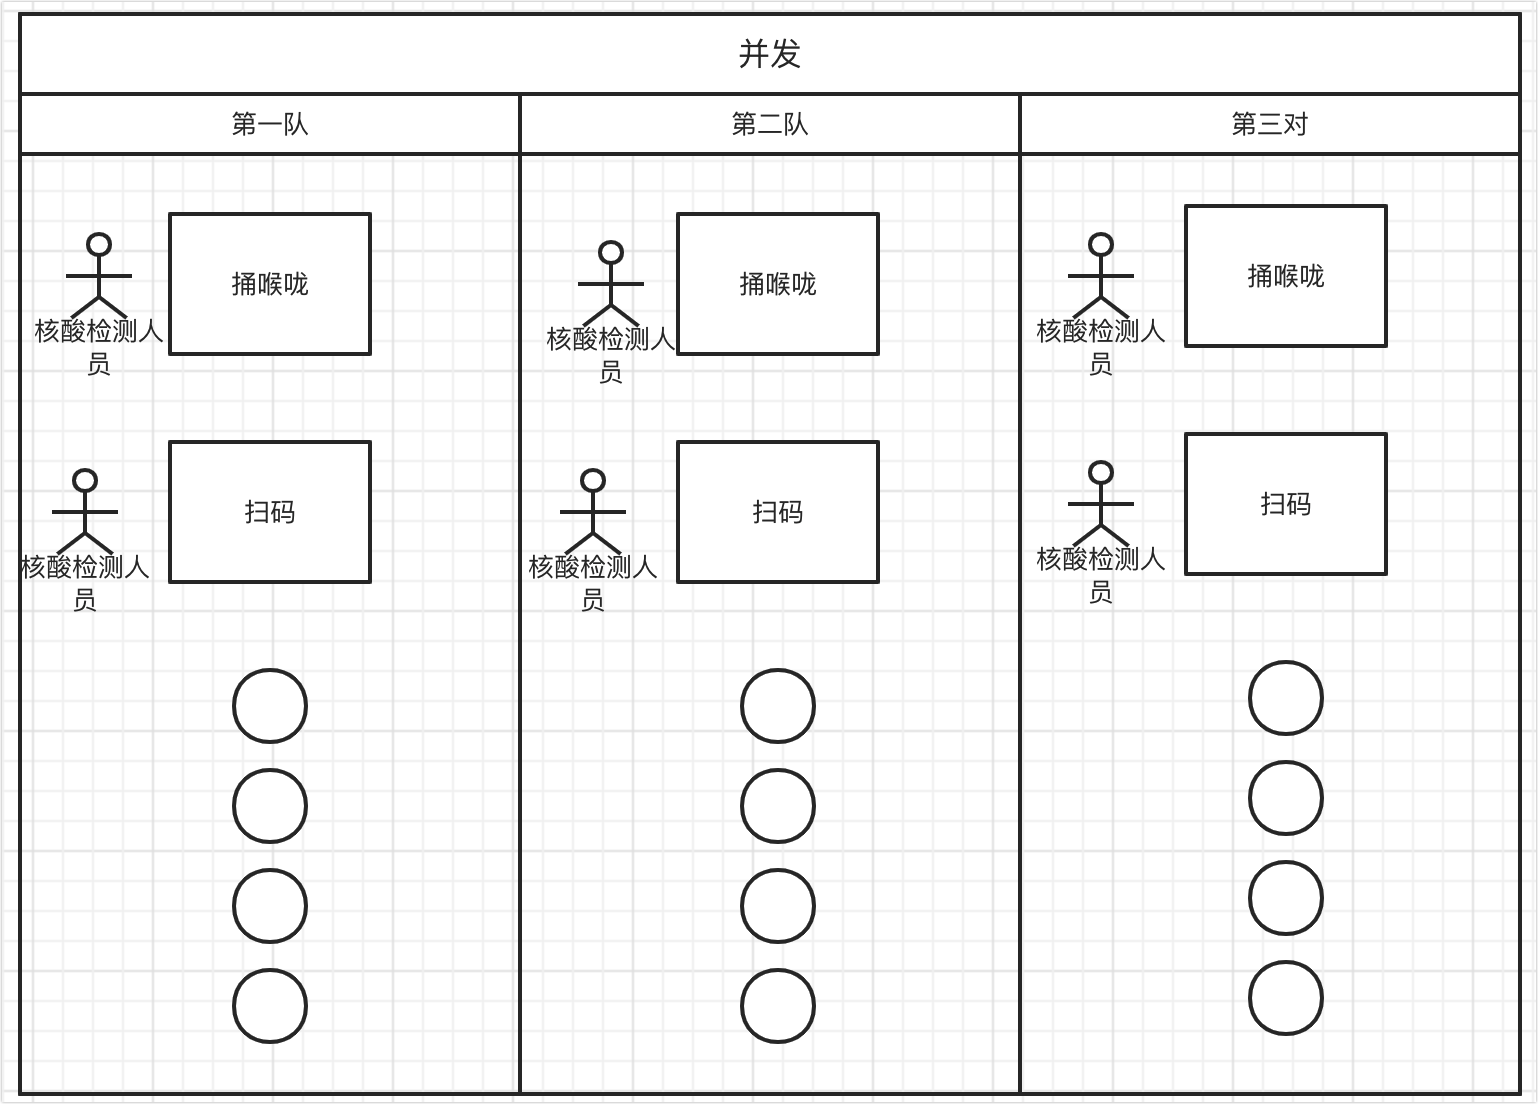 并发
第一队
第二队
第三对
捅喉咙
核酸检测人
员
捅喉咙
核酸检测人
员
捅喉咙
核酸检测人
员
扫码
核酸检测人
员
扫码
核酸检测人
员
扫码
核酸检测人
员